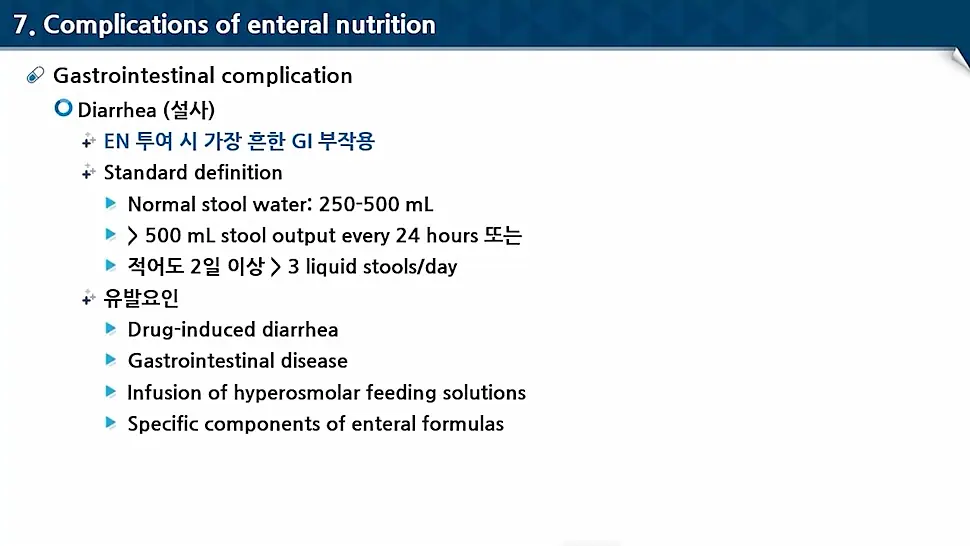 7. Complications of enteral nutrition
Gastrointestinal complication
Diarrhea (설사)
EN 투여 시 가장 흔한 GI 부작용
Standard definition
Normal stool water: 250-500 mL
> 500 mL stool output every 24 hours 또는
적어도 2일 이상 > 3 liquid stools/day
유발요인
Drug-induced diarrhea
Gastrointestinal disease
Infusion of hyperosmolar feeding solutions
Specific components of enteral formulas